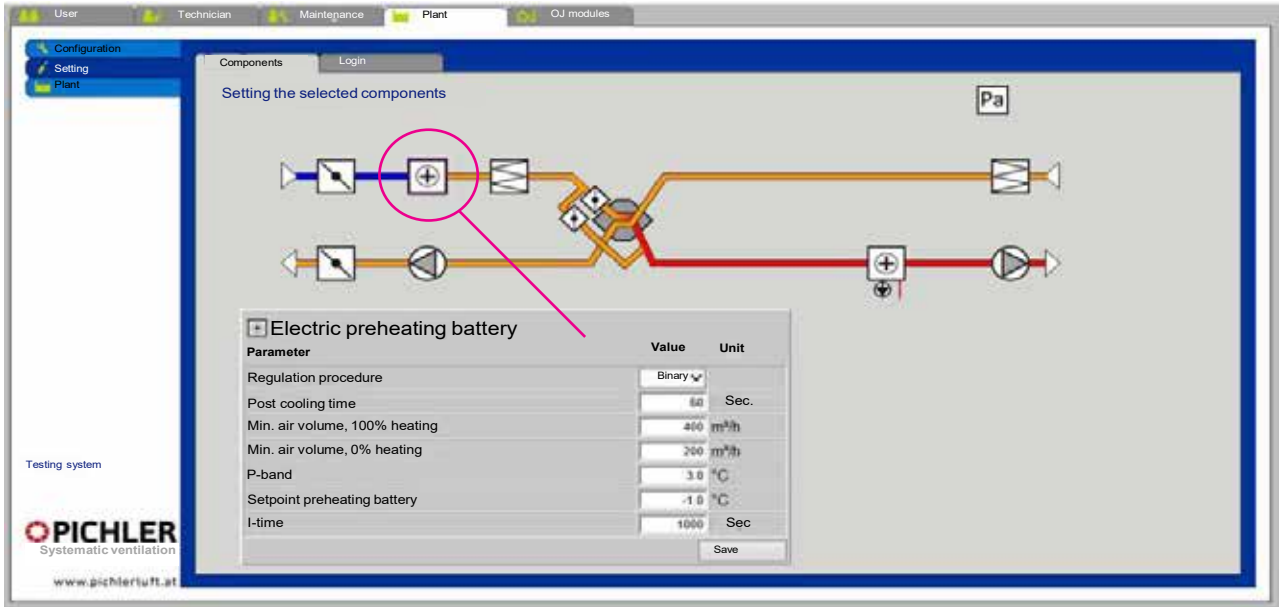 User Technician Maintenance Plant OJ modules
Configuration
Setting
Plant
Components Login
Setting the selected components
Pa
Electric preheating battery
Parameter Value Unit
Regulation procedure Binary
Post cooling time 60 Sec.
Min. air volume, 100% heating 400 m³/h
Min. air volume, 0% heating 200 m³/h
P-band 3.0 °C
Setpoint preheating battery -1.0 °C
I-time 1000 Sec
Save
Testing system
PICHLER
Systematic ventilation
www.pichlerluft.at